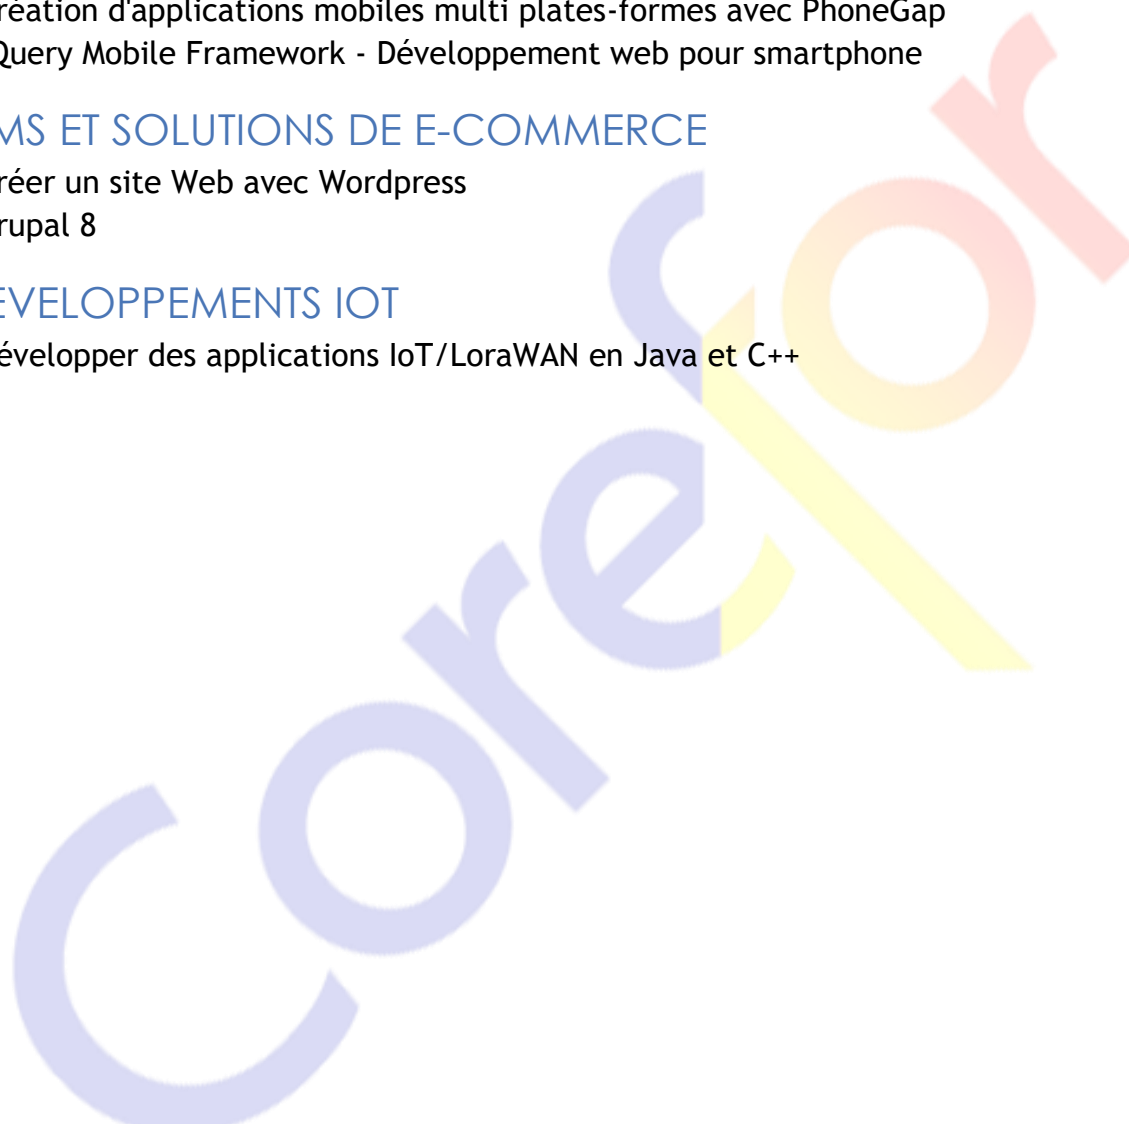 réation d'applications mobiles multi plates-formes avec PhoneGap
Query Mobile Framework - Développement web pour smartphone
MS ET SOLUTIONS DE E-COMMERCE
réer un site Web avec Wordpress
rupal 8
EVELOPPEMENTS IOT
évelopper des applications IoT/LoraWAN en Java et C++
Corefor